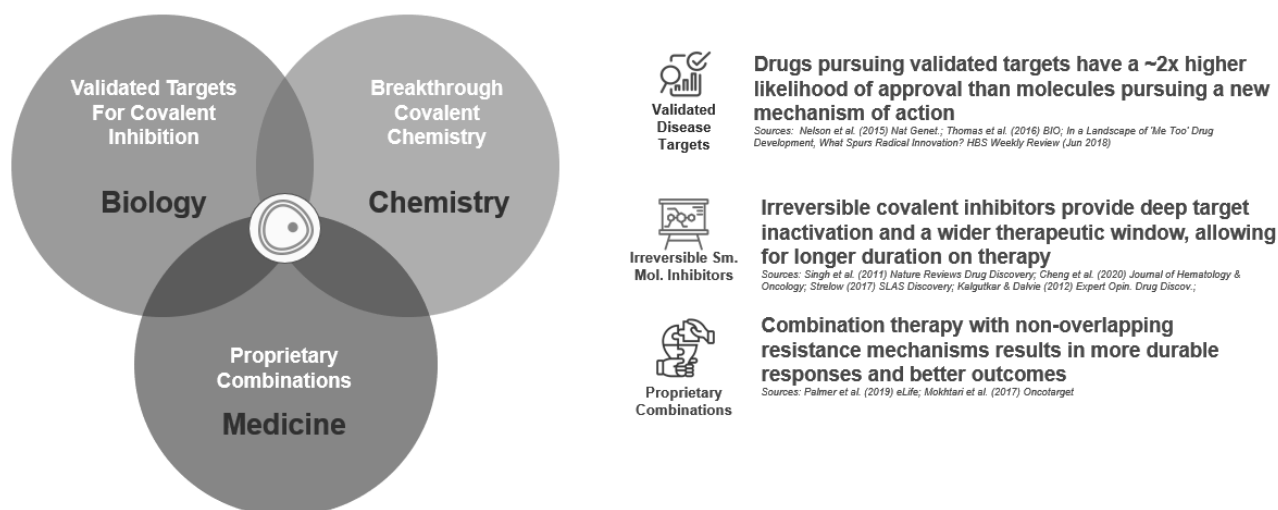 Validated Targets
For Covalent
Inhibition
Biology
Breakthrough
Covalent
Chemistry
Chemistry
Proprietary
Combinations
Medicine
Validated
Disease
Targets
Drugs pursuing validated targets have a ~2x higher
likelihood of approval than molecules pursuing a new
mechanism of action
Sources: Nelson et al. (2015) Nat Genet.; Thomas et al. (2016) BIO; In a Landscape of 'Me Too' Drug
Development, What Spurs Radical Innovation? HBS Weekly Review (Jun 2018)
Irreversible Sm.
Mol. Inhibitors
Irreversible covalent inhibitors provide deep target
inactivation and a wider therapeutic window, allowing
for longer duration on therapy
Sources: Singh et al. (2011) Nature Reviews Drug Discovery; Cheng et al. (2020) Journal of Hematology &
Oncology; Strelow (2017) SLAS Discovery; Kalgutkar & Dalvie (2012) Expert Opin. Drug Discov.;
Proprietary
Combinations
Combination therapy with non-overlapping
resistance mechanisms results in more durable
responses and better outcomes
Sources: Palmer et al. (2019) eLife; Mokhtari et al. (2017) Oncotarget